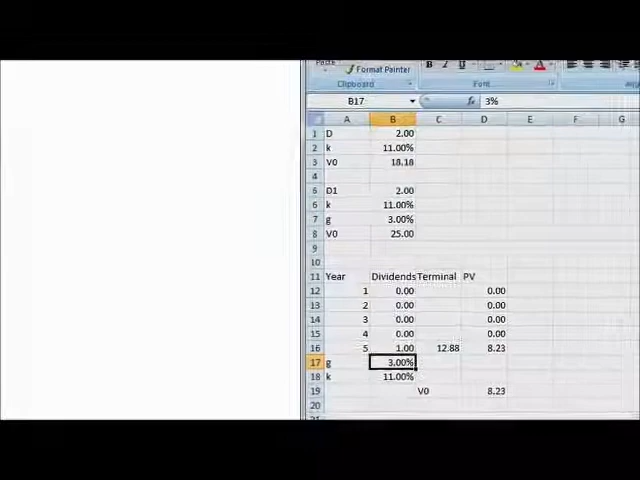 Paste Format Painter B I U A
Clipboard Font
B17 fx 3%
A B C D E F G
1 D 2.00
2 k 11.00%
3 V0 18.18
4
5 D1 2.00
6 k 11.00%
7 g 3.00%
8 V0 25.00
9
10
11 Year Dividends Terminal PV
12 1 0.00 0.00
13 2 0.00 0.00
14 3 0.00 0.00
15 4 0.00 0.00
16 5 1.00 12.88 8.23
17 g 3.00%
18 k 11.00%
19 V0 8.23
20